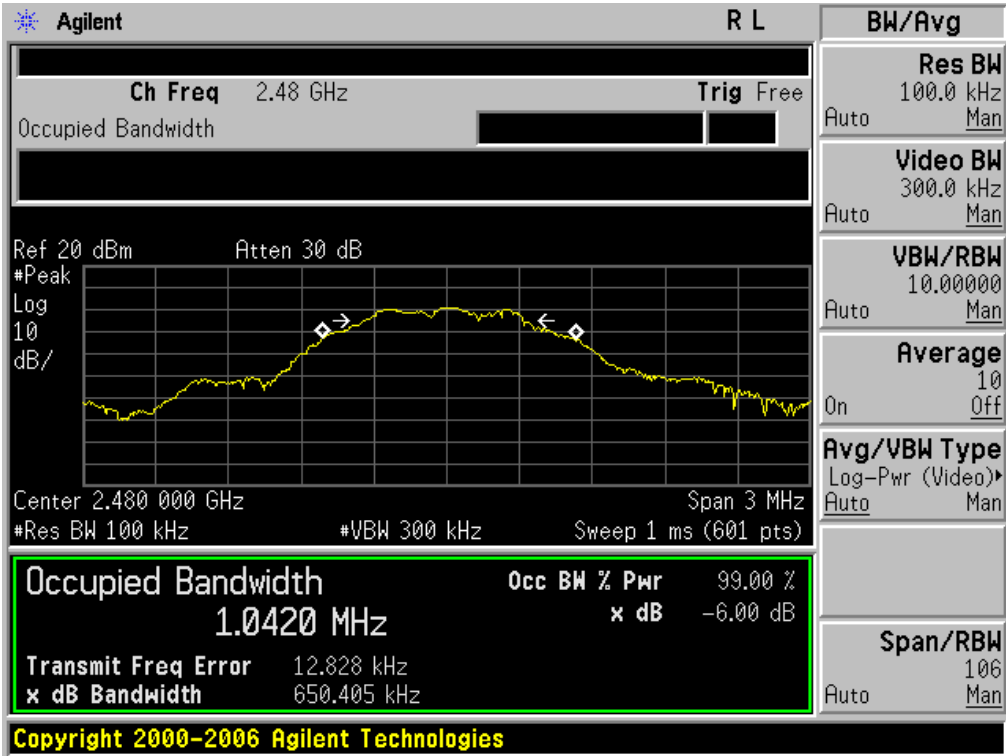 Agilent R L
Ch Freq 2.48 GHz Trig Free
Occupied Bandwidth
Ref 20 dBm Atten 30 dB
#Peak
Log
10
dB/
Center 2.480 000 GHz Span 3 MHz
#Res BW 100 kHz #VBW 300 kHz Sweep 1 ms (601 pts)
Occupied Bandwidth
1.0420 MHz
Occ BW % Pwr 99.00 %
x dB -6.00 dB
Transmit Freq Error 12.828 kHz
x dB Bandwidth 650.405 kHz
Copyright 2000-2006 Agilent Technologies
BW/Avg
Res BW
100.0 kHz
Auto Man
Video BW
300.0 kHz
Auto Man
VBW/RBW
10.00000
Auto Man
Average
10
On Off
Avg/VBW Type
Log-Pwr (Video)
Auto Man
Span/RBW
106
Auto Man